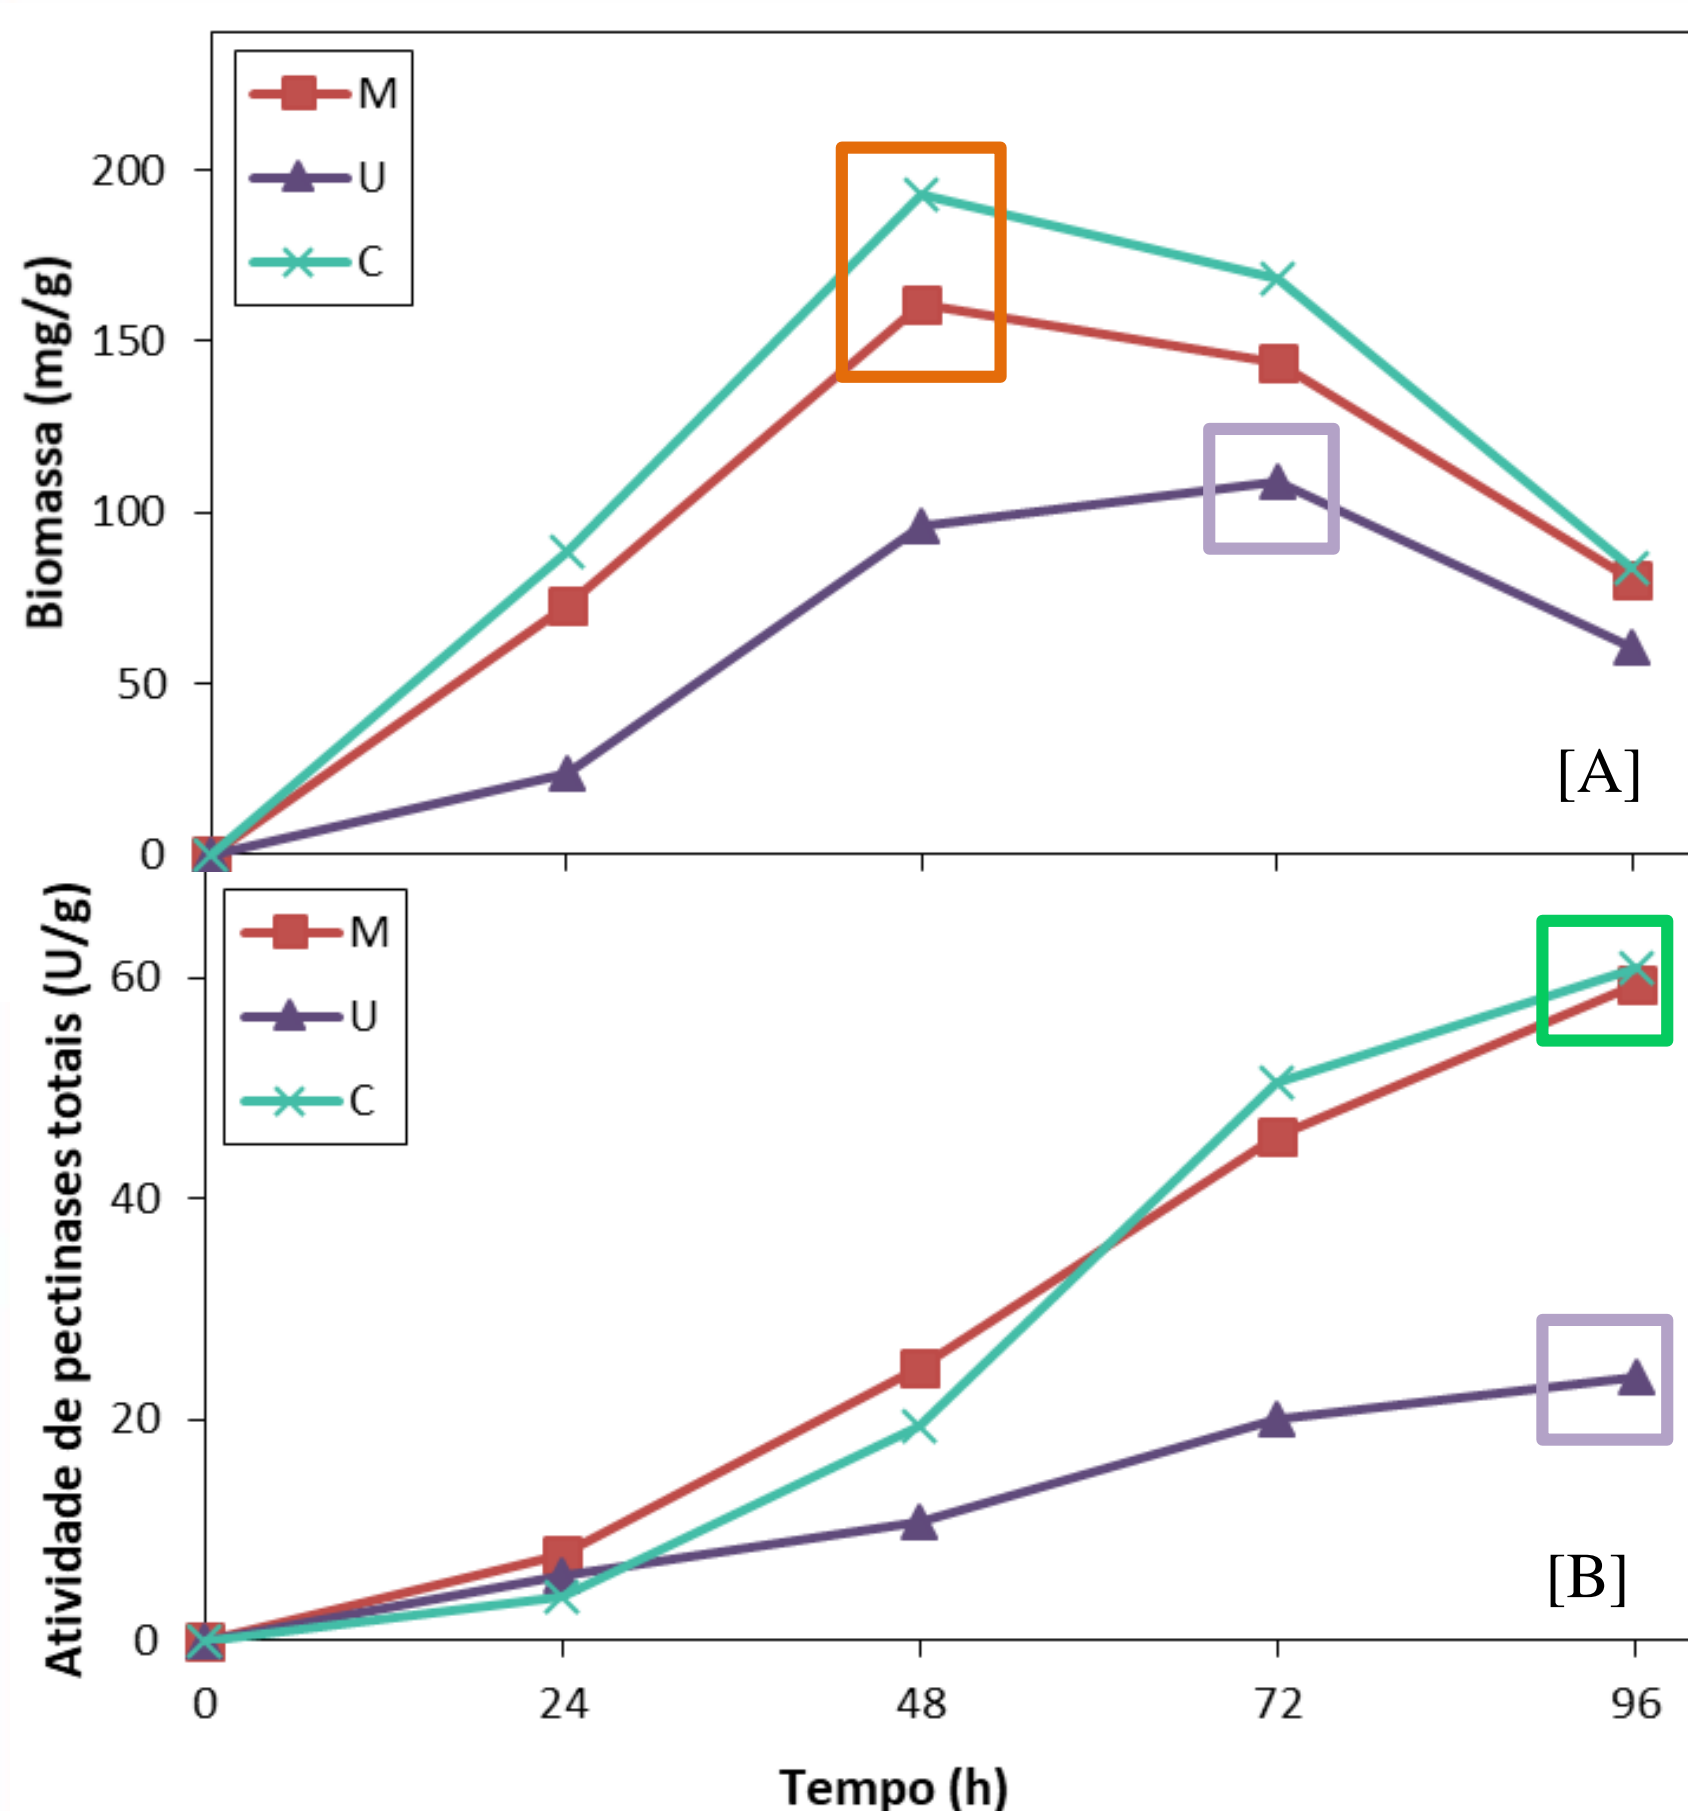 M
U
C
200
150
100
50
0
Biomassa (mg/g)
[A]
M
U
C
60
40
20
0
Atividade de pectinases totais (U/g)
[B]
0 24 48 72 96
Tempo (h)